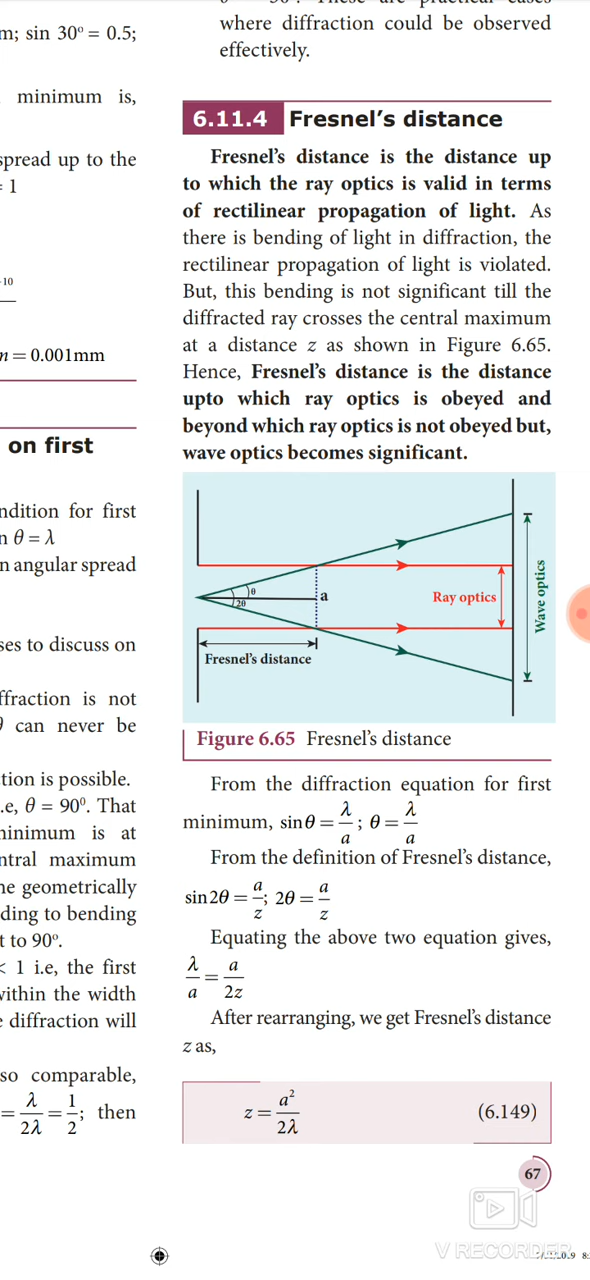 m; sin 30º = 0.5;
minimum is,
spread up to the
= 1
-10
m = 0.001mm
on first
ndition for first
n θ = λ
n angular spread
ses to discuss on
ffraction is not
θ can never be
tion is possible.
.e, θ = 90⁰. That
minimum is at
ntral maximum
he geometrically
ding to bending
t to 90º.
< 1 i.e, the first
within the width
e diffraction will
so comparable,
= λ/2λ = 1/2; then
where diffraction could be observed
effectively.
6.11.4 Fresnel's distance
Fresnel's distance is the distance up
to which the ray optics is valid in terms
of rectilinear propagation of light. As
there is bending of light in diffraction, the
rectilinear propagation of light is violated.
But, this bending is not significant till the
diffracted ray crosses the central maximum
at a distance z as shown in Figure 6.65.
Hence, Fresnel's distance is the distance
upto which ray optics is obeyed and
beyond which ray optics is not obeyed but,
wave optics becomes significant.
θ
2θ
a
Ray optics
Wave optics
Fresnel's distance
Figure 6.65 Fresnel's distance
From the diffraction equation for first
minimum, sin θ = λ/a; θ = λ/a
From the definition of Fresnel's distance,
sin 2θ = a/z; 2θ = a/z
Equating the above two equation gives,
λ/a = a/2z
After rearranging, we get Fresnel's distance
z as,
z = a²/2λ (6.149)
67
V RECORDER